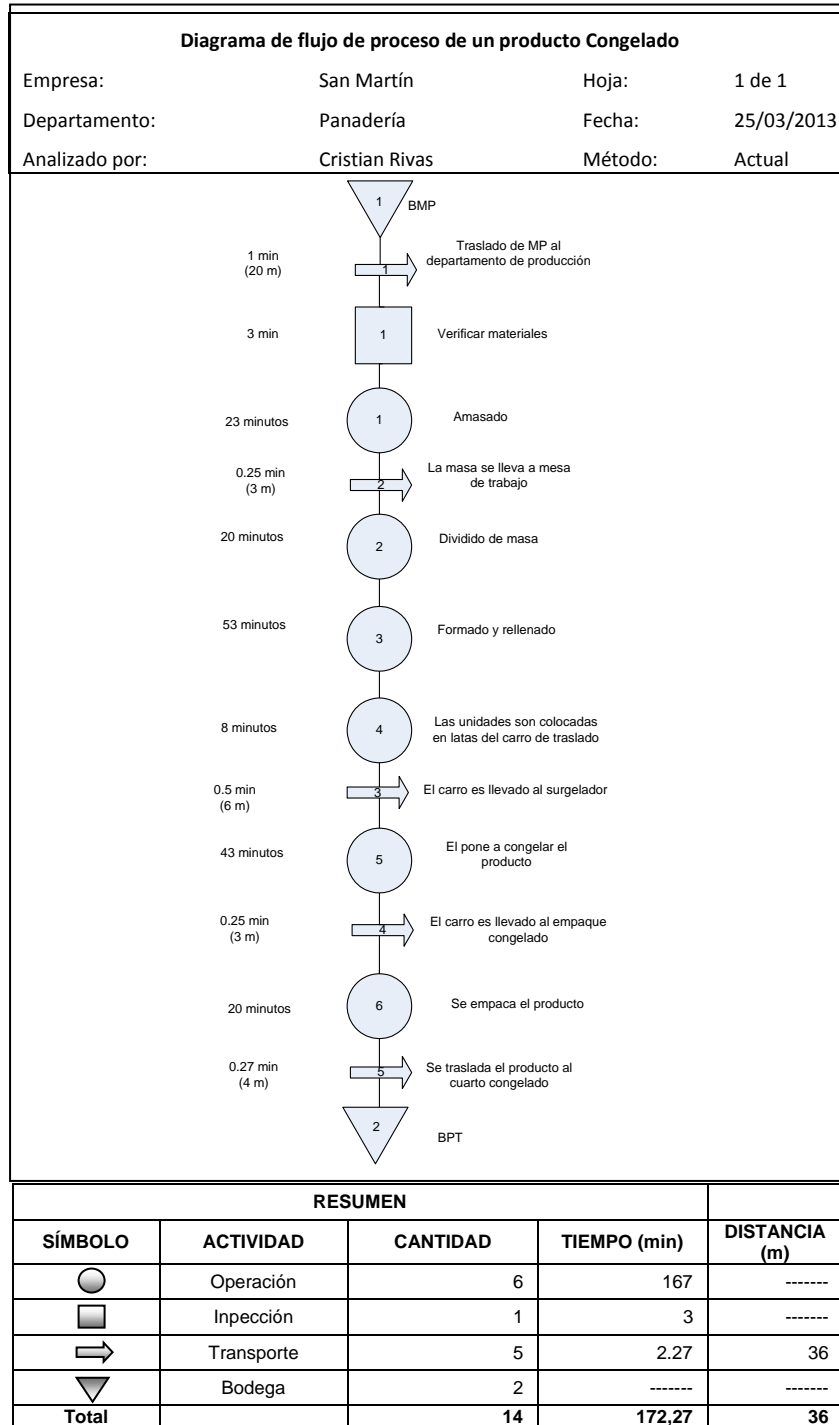 Diagrama de flujo de proceso de un producto Congelado
Empresa: San Martín Hoja: 1 de 1
Departamento: Panadería Fecha: 25/03/2013
Analizado por: Cristian Rivas Método: Actual
1 BMP
1 min
(20 m)
1
Traslado de MP al
departamento de producción
3 min 1 Verificar materiales
23 minutos 1 Amasado
0.25 min
(3 m)
2
La masa se lleva a mesa
de trabajo
20 minutos 2 Dividido de masa
53 minutos 3 Formado y rellenado
8 minutos 4
Las unidades son colocadas
en latas del carro de traslado
0.5 min
(6 m)
3
El carro es llevado al surgelador
43 minutos 5
El pone a congelar el
producto
0.25 min
(3 m)
4
El carro es llevado al empaque
congelado
20 minutos 6 Se empaca el producto
0.27 min
(4 m)
5
Se traslada el producto al
cuarto congelado
2 BPT
RESUMEN
SÍMBOLO ACTIVIDAD CANTIDAD TIEMPO (min) DISTANCIA
(m)
Operación 6 167 -------
Inpección 1 3 -------
Transporte 5 2.27 36
Bodega 2 ------- -------
Total 14 172,27 36